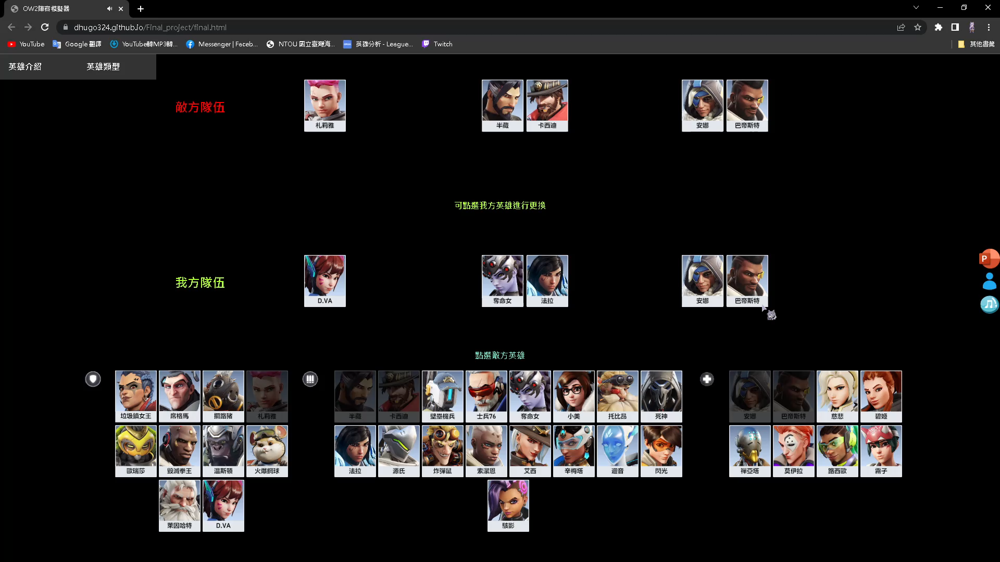 OW2陣容模擬器
dhugo324.github.io/Final_project/final.html
YouTube
Google 翻譯
YouTube轉MP3轉...
Messenger | Faceb...
NTOU 國立臺灣海...
英雄分析 - League...
Twitch
其他書籤
英雄介紹
英雄類型
敵方隊伍
札莉雅
半藏
卡西迪
安娜
巴帝斯特
可點選我方英雄進行更換
我方隊伍
D.VA
奪命女
法拉
安娜
巴帝斯特
P
點選敵方英雄
垃圾鎮女王
席格馬
攔路豬
札莉雅
半藏
卡西迪
壁壘機兵
士兵76
奪命女
小美
托比昂
死神
安娜
巴帝斯特
慈悲
碧姬
歐瑞莎
毀滅拳王
溫斯頓
火爆鋼球
法拉
源氏
炸彈鼠
索潔恩
艾西
辛梅塔
迴音
閃光
禪亞塔
莫伊拉
路西歐
霧子
萊因哈特
D.VA
駭影